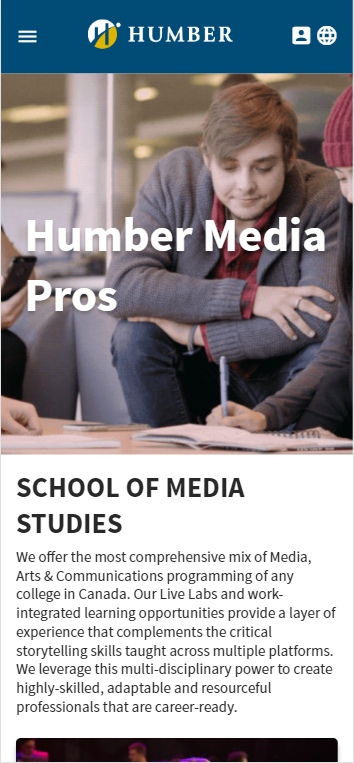 HUMBER
Humber Media
Pros
SCHOOL OF MEDIA
STUDIES
We offer the most comprehensive mix of Media,
Arts & Communications programming of any
college in Canada. Our Live Labs and work-
integrated learning opportunities provide a layer of
experience that complements the critical
storytelling skills taught across multiple platforms.
We leverage this multi-disciplinary power to create
highly-skilled, adaptable and resourceful
professionals that are career-ready.